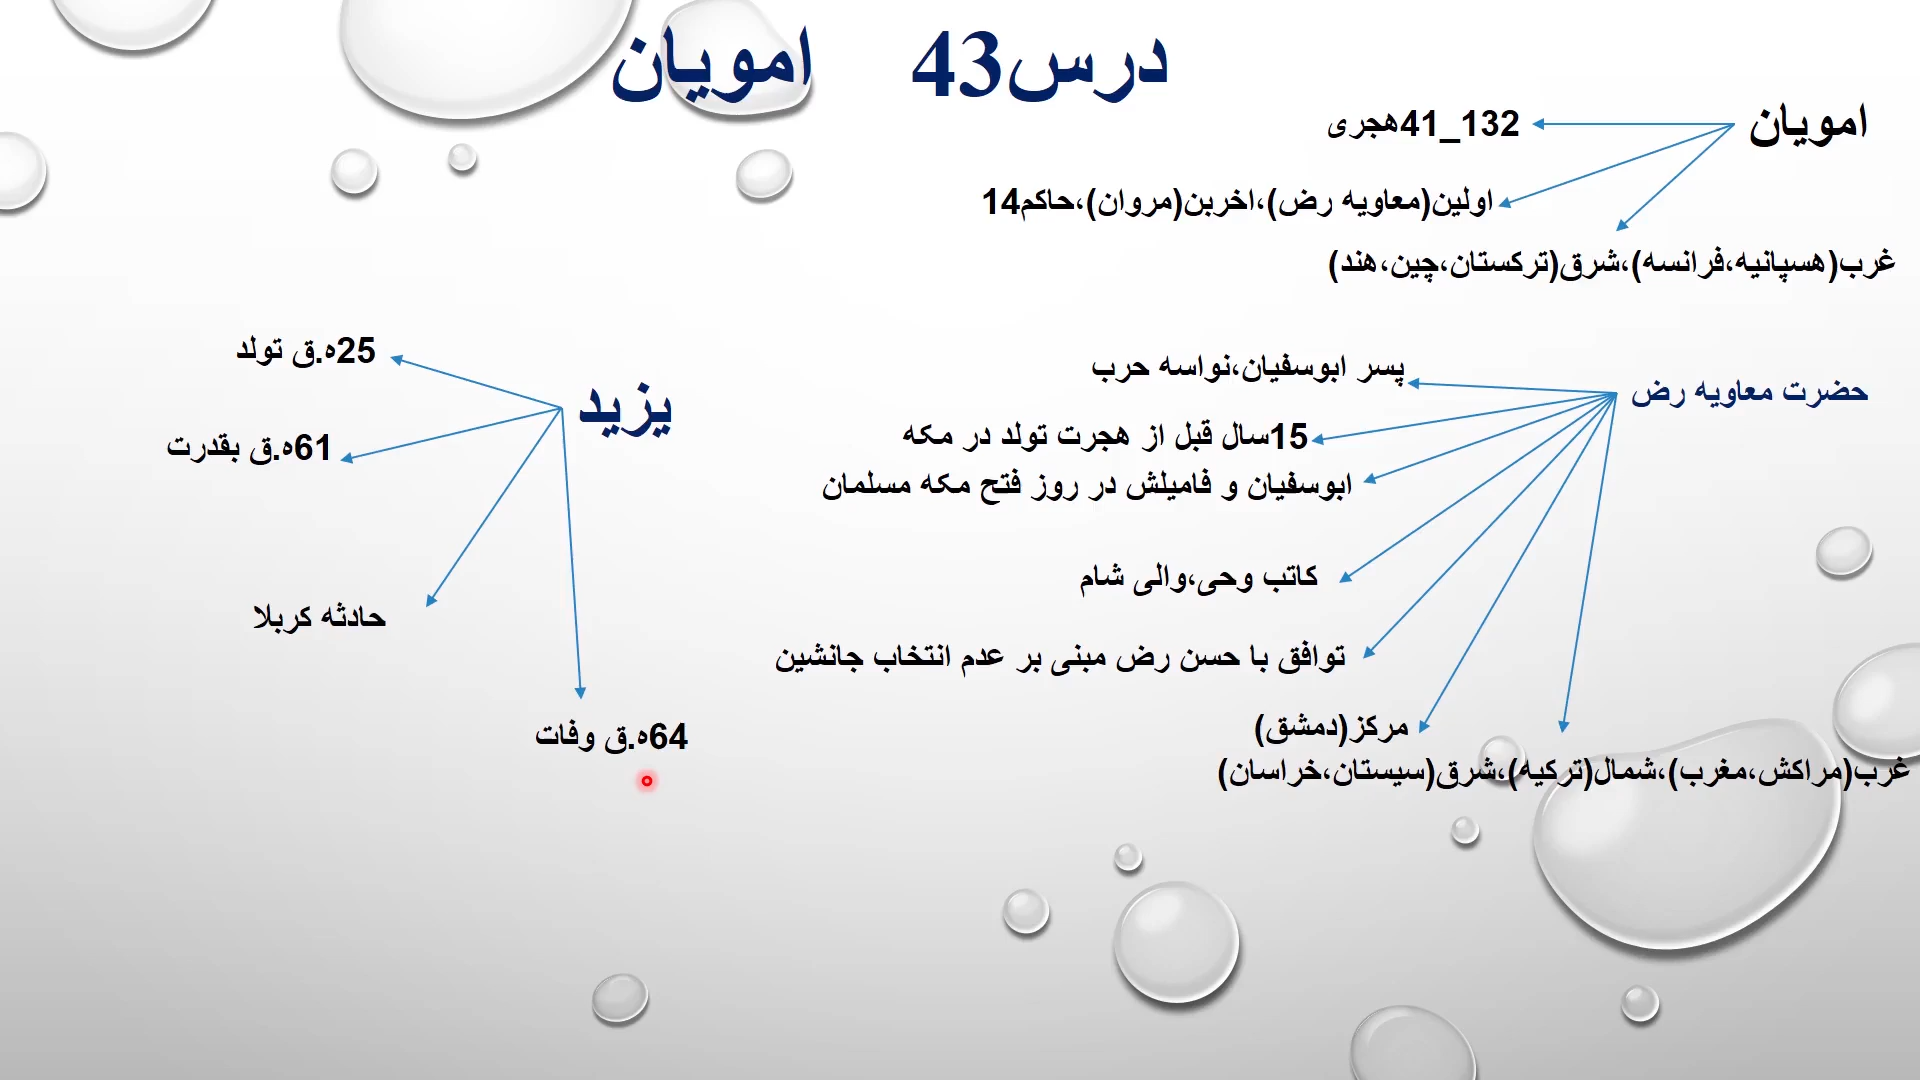 درس43 امویان
امویان
41_132هجری
اولین(معاویه رض)،اخربن(مروان)،حاکم14
غرب(هسپانیه،فرانسه)،شرق(ترکستان،چین،هند)
حضرت معاویه رض
پسر ابوسفیان،نواسه حرب
15سال قبل از هجرت تولد در مکه
ابوسفیان و فامیلش در روز فتح مکه مسلمان
کاتب وحی،والی شام
توافق با حسن رض مبنی بر عدم انتخاب جانشین
مرکز(دمشق)
غرب(مراکش،مغرب)،شمال(ترکیه)،شرق(سیستان،خراسان)
یزید
25ه.ق تولد
61ه.ق بقدرت
حادثه کربلا
64ه.ق وفات